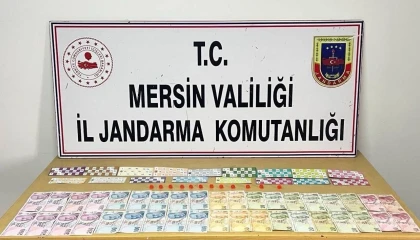 T.C.
MERSİN VALİLİĞİ
İL JANDARMA KOMUTANLIĞI